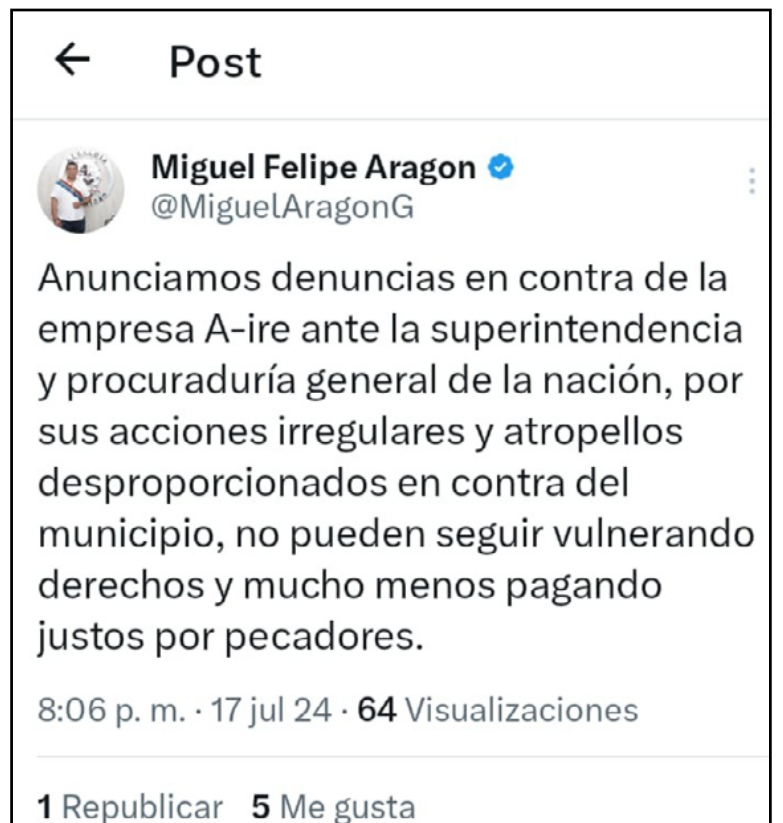 Post
Miguel Felipe Aragon
@MiguelAragonG
Anunciamos denuncias en contra de la
empresa A-ire ante la superintendencia
y procuraduría general de la nación, por
sus acciones irregulares y atropellos
desproporcionados en contra del
municipio, no pueden seguir vulnerando
derechos y mucho menos pagando
justos por pecadores.
8:06 p. m. · 17 jul 24 · 64 Visualizaciones
1 Republicar 5 Me gusta